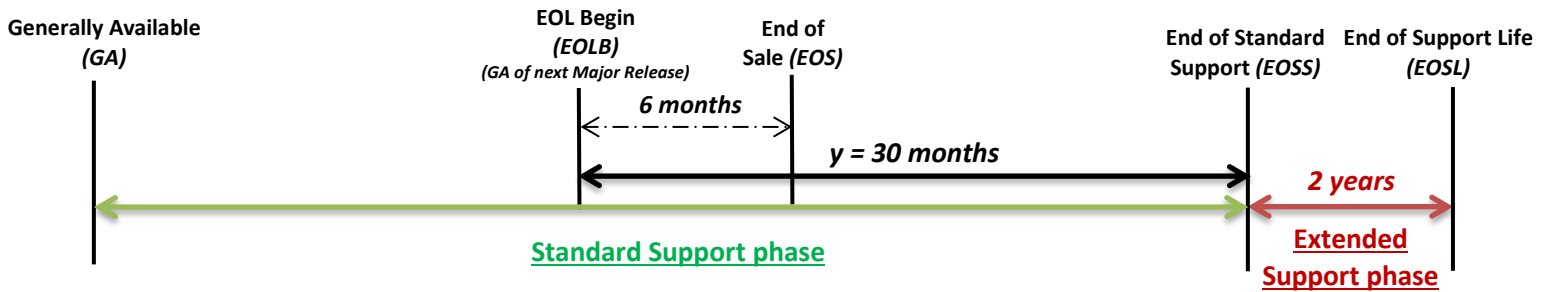 Generally Available
(GA)
EOL Begin
(EOLB)
(GA of next Major Release)
End of
Sale (EOS)
End of Standard
Support (EOSS)
End of Support Life
(EOSL)
6 months
y = 30 months
2 years
Standard Support phase
Extended
Support phase